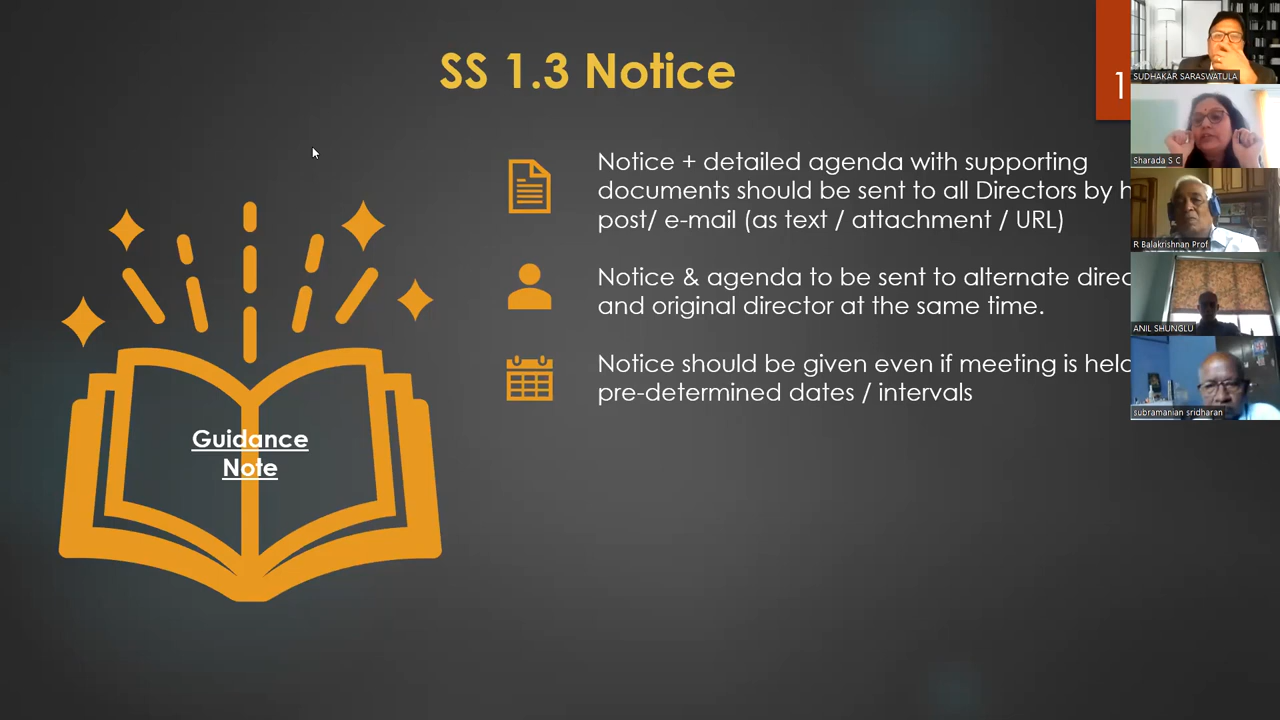 SS 1.3 Notice
1
Notice + detailed agenda with supporting
documents should be sent to all Directors by
post/ e-mail (as text / attachment / URL)
Notice & agenda to be sent to alternate
and original director at the same time.
Notice should be given even if meeting is
pre-determined dates / intervals
Guidance
Note
SUDHAKAR SARASWATULA
Sharada S C
R Balakrishnan Prof
ANIL SHUNGLU
subramanian sridharan